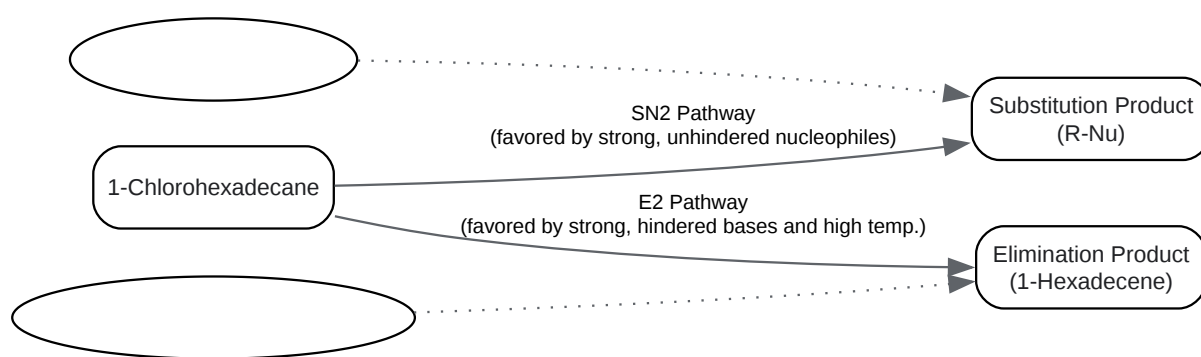 Substitution Product
(R-Nu)
SN2 Pathway
(favored by strong, unhindered nucleophiles)
1-Chlorohexadecane
E2 Pathway
(favored by strong, hindered bases and high temp.)
Elimination Product
(1-Hexadecene)